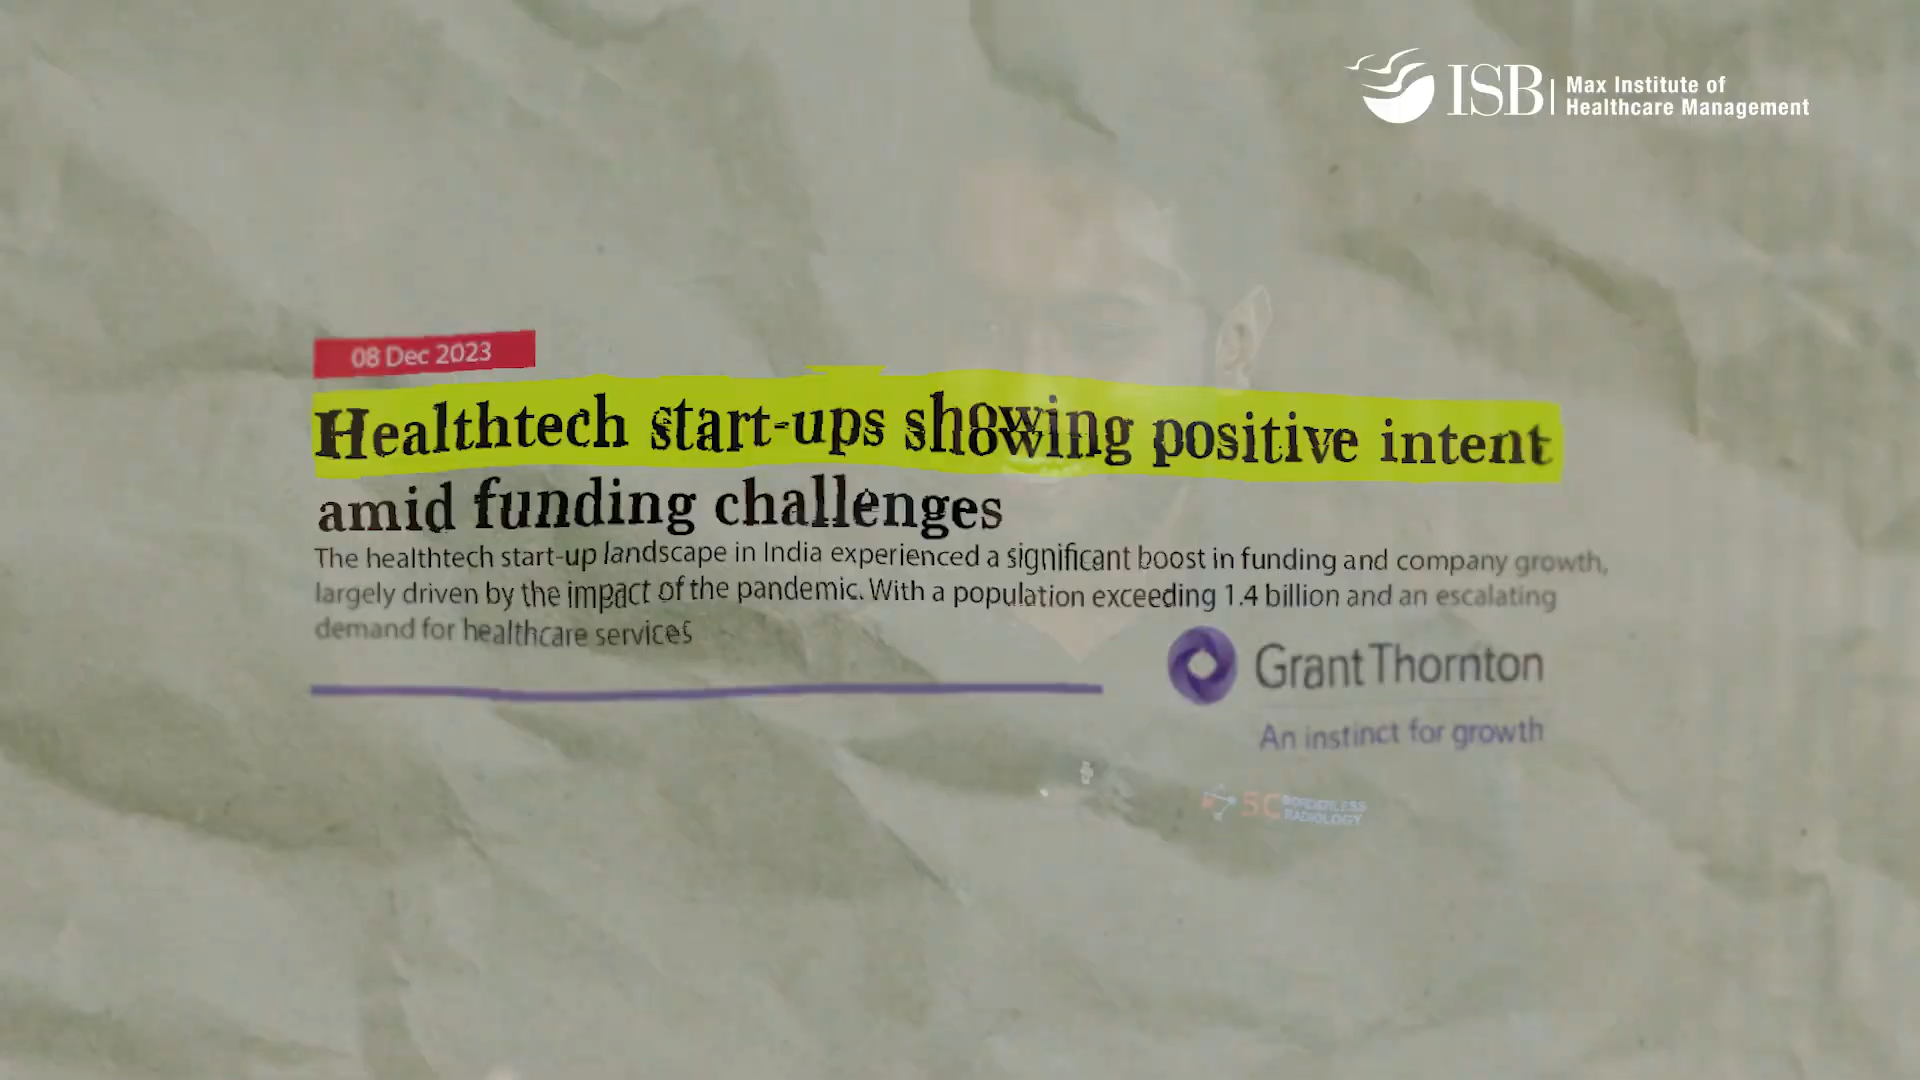 ISB | Max Institute of
Healthcare Management
08 Dec 2023
Healthtech start-ups showing positive intent
amid funding challenges
The healthtech start-up landscape in India experienced a significant boost in funding and company growth,
largely driven by the impact of the pandemic. With a population exceeding 1.4 billion and an escalating
demand for healthcare services
Grant Thornton
An instinct for growth
5C BORDERLESS
RADIOLOGY